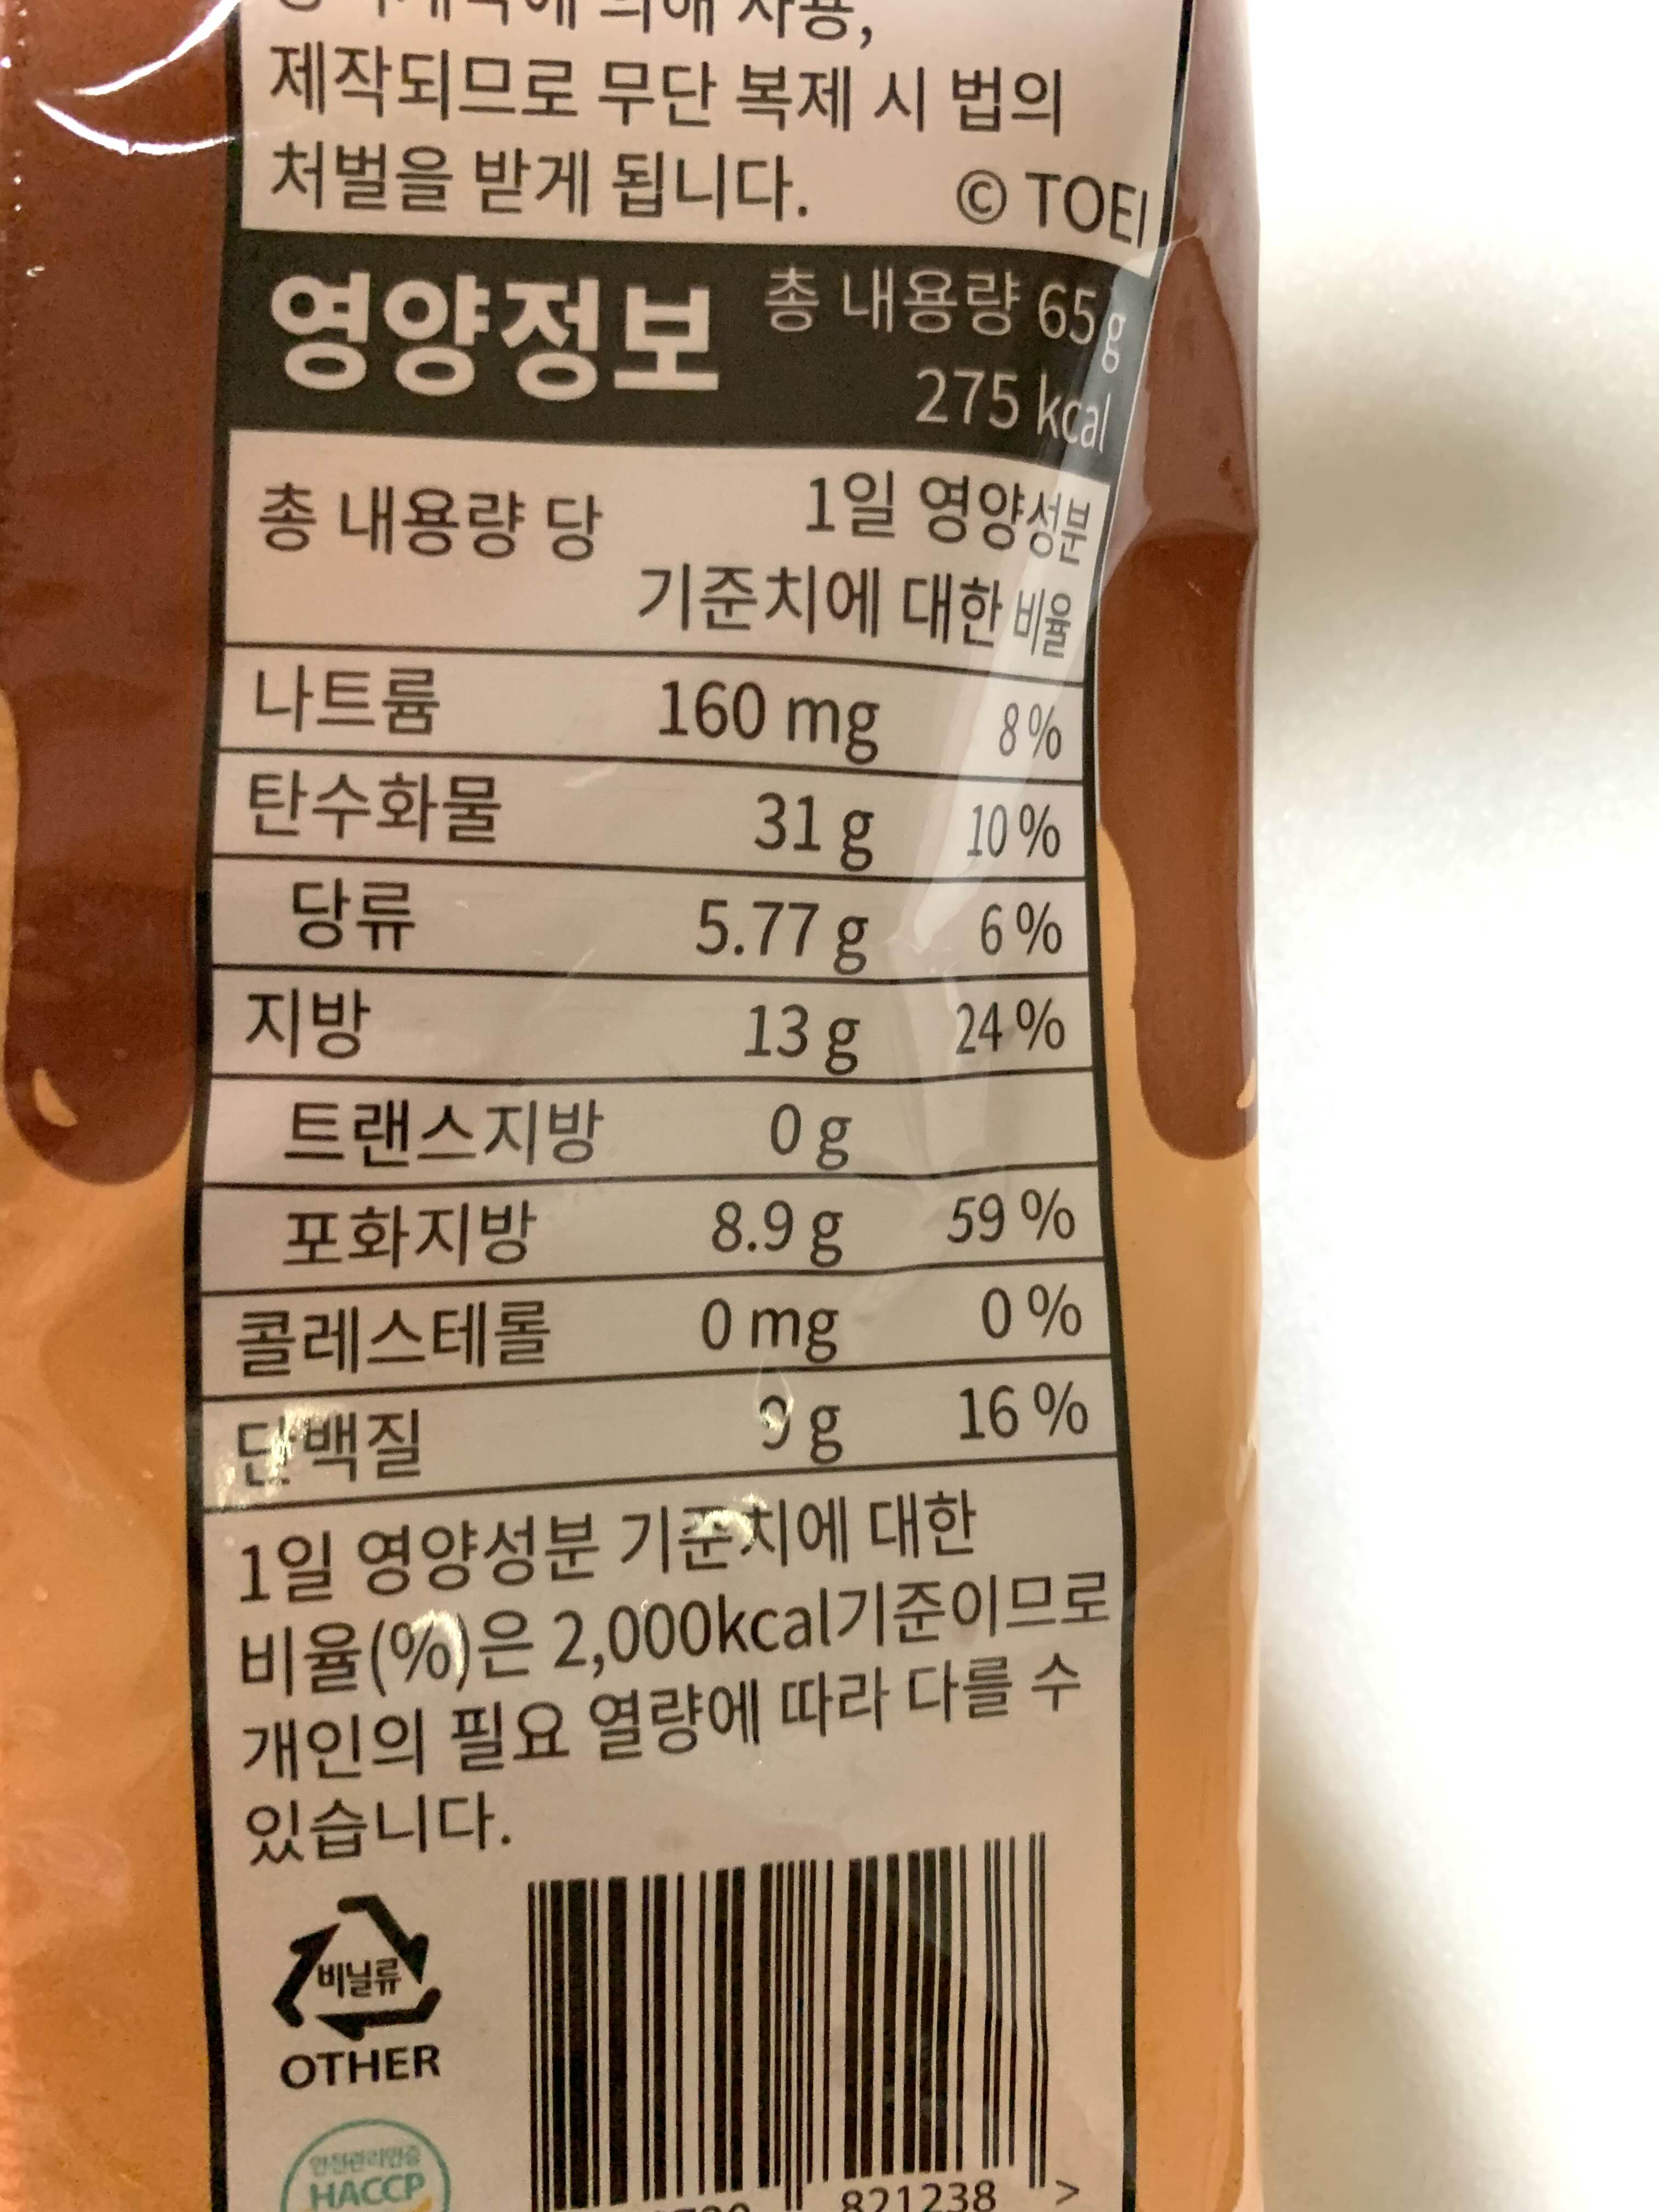 의해 사용,
제작되므로 무단 복제 시 법의
처벌을 받게 됩니다. © TOEI
영양정보 총 내용량 65 g
275 kcal
총 내용량 당 1일 영양성분
기준치에 대한 비율
나트륨 160 mg 8 %
탄수화물 31 g 10 %
당류 5.77 g 6 %
지방 13 g 24 %
트랜스지방 0 g
포화지방 8.9 g 59 %
콜레스테롤 0 mg 0 %
단백질 9 g 16 %
1일 영양성분 기준치에 대한
비율(%)은 2,000kcal기준이므로
개인의 필요 열량에 따라 다를 수
있습니다.
비닐류
OTHER
안전관리인증
HACCP
821238 >